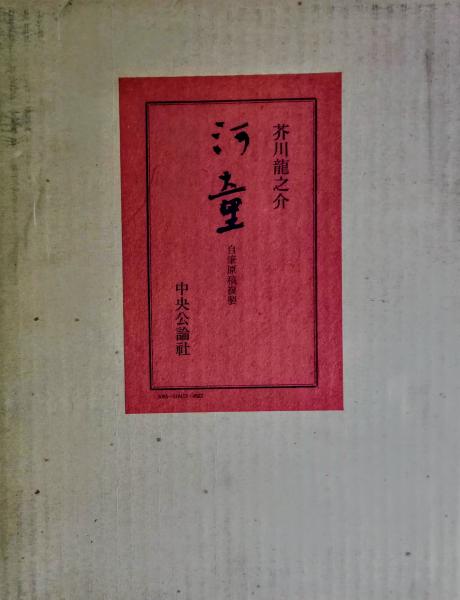 芥川龍之介
河童
自筆原稿複製
中央公論社